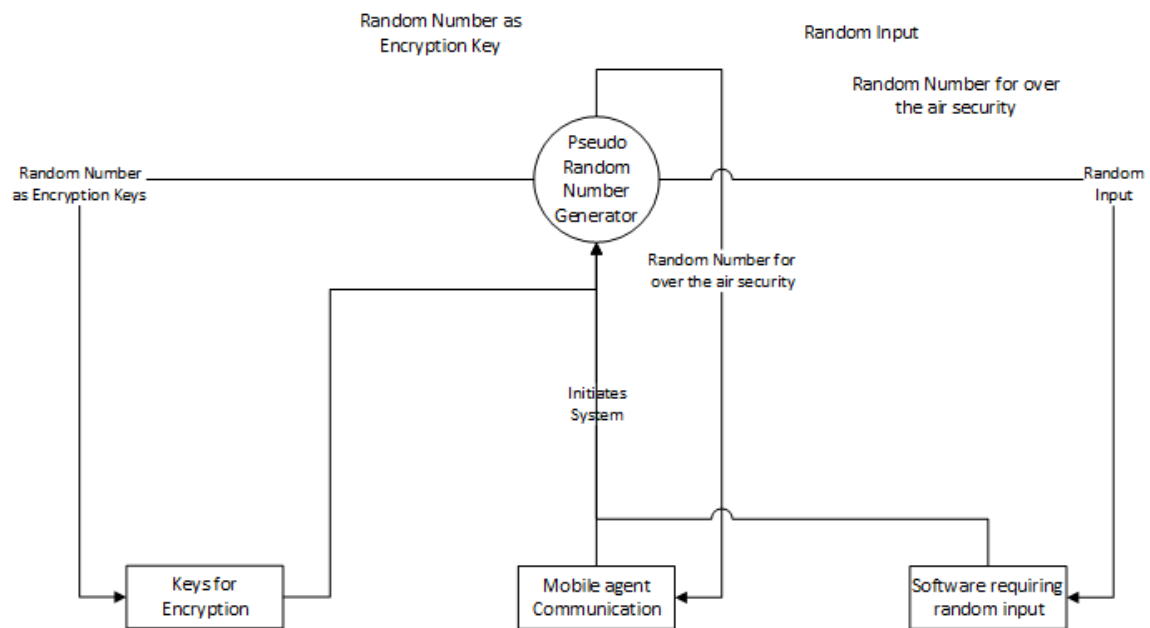 Random Number as
Encryption Key
Random Input
Random Number for over
the air security
Pseudo
Random
Number
Generator
Random Number
as Encryption Keys
Random
Input
Random Number for
over the air security
Initiates
System
Keys for
Encryption
Mobile agent
Communication
Software requiring
random input